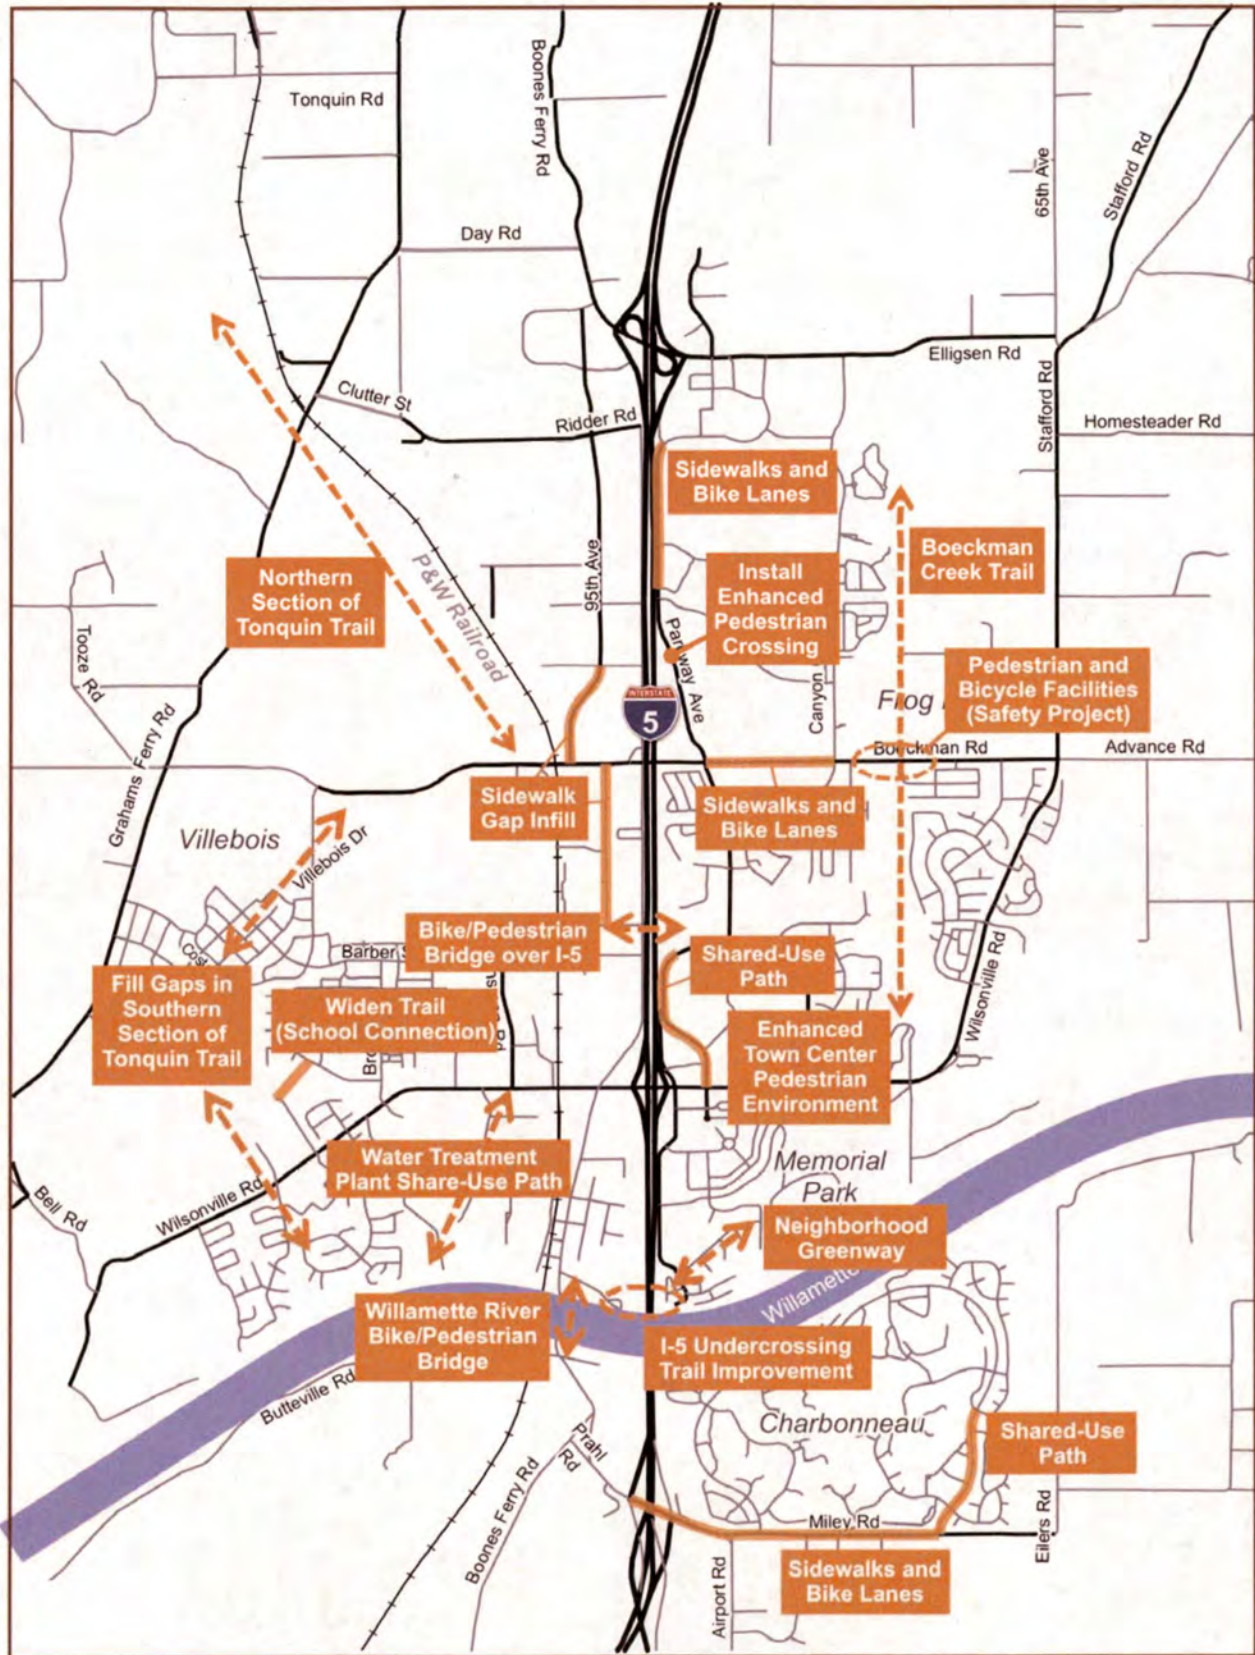 Tonquin Rd
Boones Ferry Rd
65th Ave
Stafford Rd
Day Rd
Elligsen Rd
Clutter St
Ridder Rd
Stafford Rd
Homesteader Rd
Sidewalks and
Bike Lanes
95th Ave
P&W Railroad
Boeckman
Creek Trail
Northern
Section of
Tonquin Trail
Install
Enhanced
Pedestrian
Crossing
Tooze Rd
Parkway Ave
Canyon
Pedestrian and
Bicycle Facilities
(Safety Project)
Frog
INTERSTATE
5
Grahams Ferry Rd
Boeckman Rd
Advance Rd
Sidewalk
Gap Infill
Sidewalks and
Bike Lanes
Villebois
Villebois Dr
Bike/Pedestrian
Bridge over I-5
Barber S
Cost
Shared-Use
Path
Wilsonville Rd
Fill Gaps in
Southern
Section of
Tonquin Trail
Widen Trail
(School Connection)
Bro
Rd
Enhanced
Town Center
Pedestrian
Environment
Water Treatment
Plant Share-Use Path
Memorial
Park
Bell Rd
Wilsonville Rd
Neighborhood
Greenway
Willamette
Willamette River
Bike/Pedestrian
Bridge
I-5 Undercrossing
Trail Improvement
Butteville Rd
Charbonneau
Shared-Use
Path
Prahl
Rd
Boones Ferry Rd
Miley Rd
Eilers Rd
Airport Rd
Sidewalks and
Bike Lanes